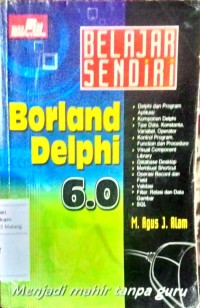 BELAJAR
SENDIRI
Borland
Delphi
6.0
Delphi dan Program
Aplikasi
Komponen Delphi
Tipe Data, Konstanta,
Variabel, Operator
Kontrol Program,
Function dan Procedure
Visual Component
Library
Database Desktop
Membuat Shortcut
Operasi Record dan
Field
Validasi
Filter, Relasi dan Data
Gambar
SQL
M. Agus J. Alam
Menjadi mahir tanpa guru